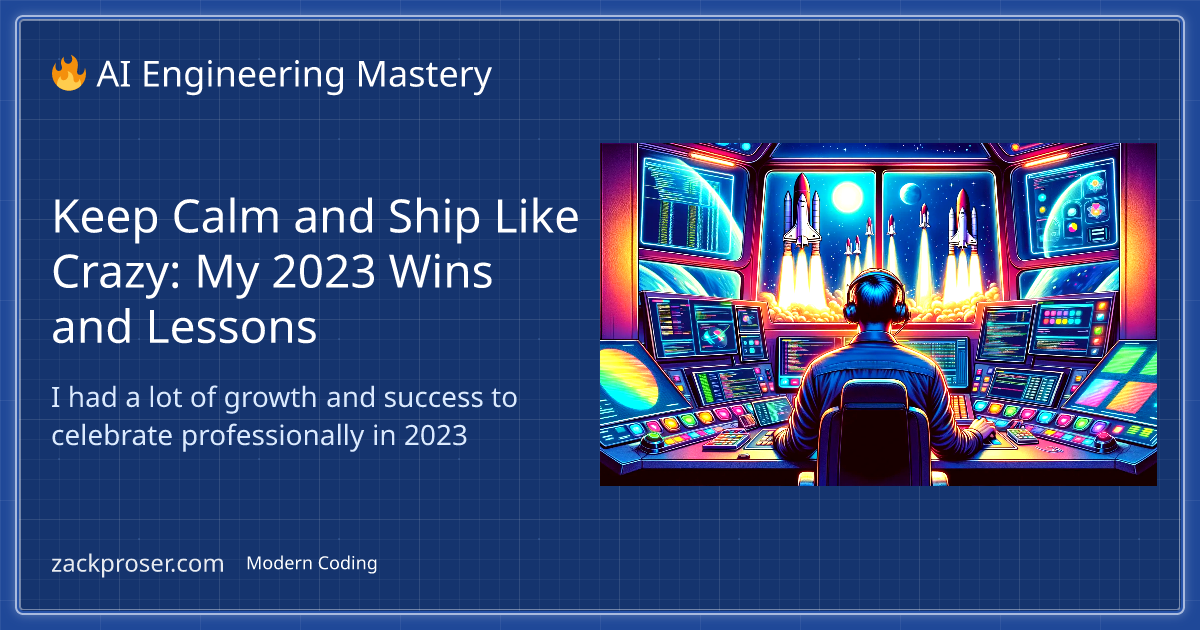 🔥 AI Engineering Mastery
Keep Calm and Ship Like
Crazy: My 2023 Wins
and Lessons
I had a lot of growth and success to
celebrate professionally in 2023
zackproser.com Modern Coding